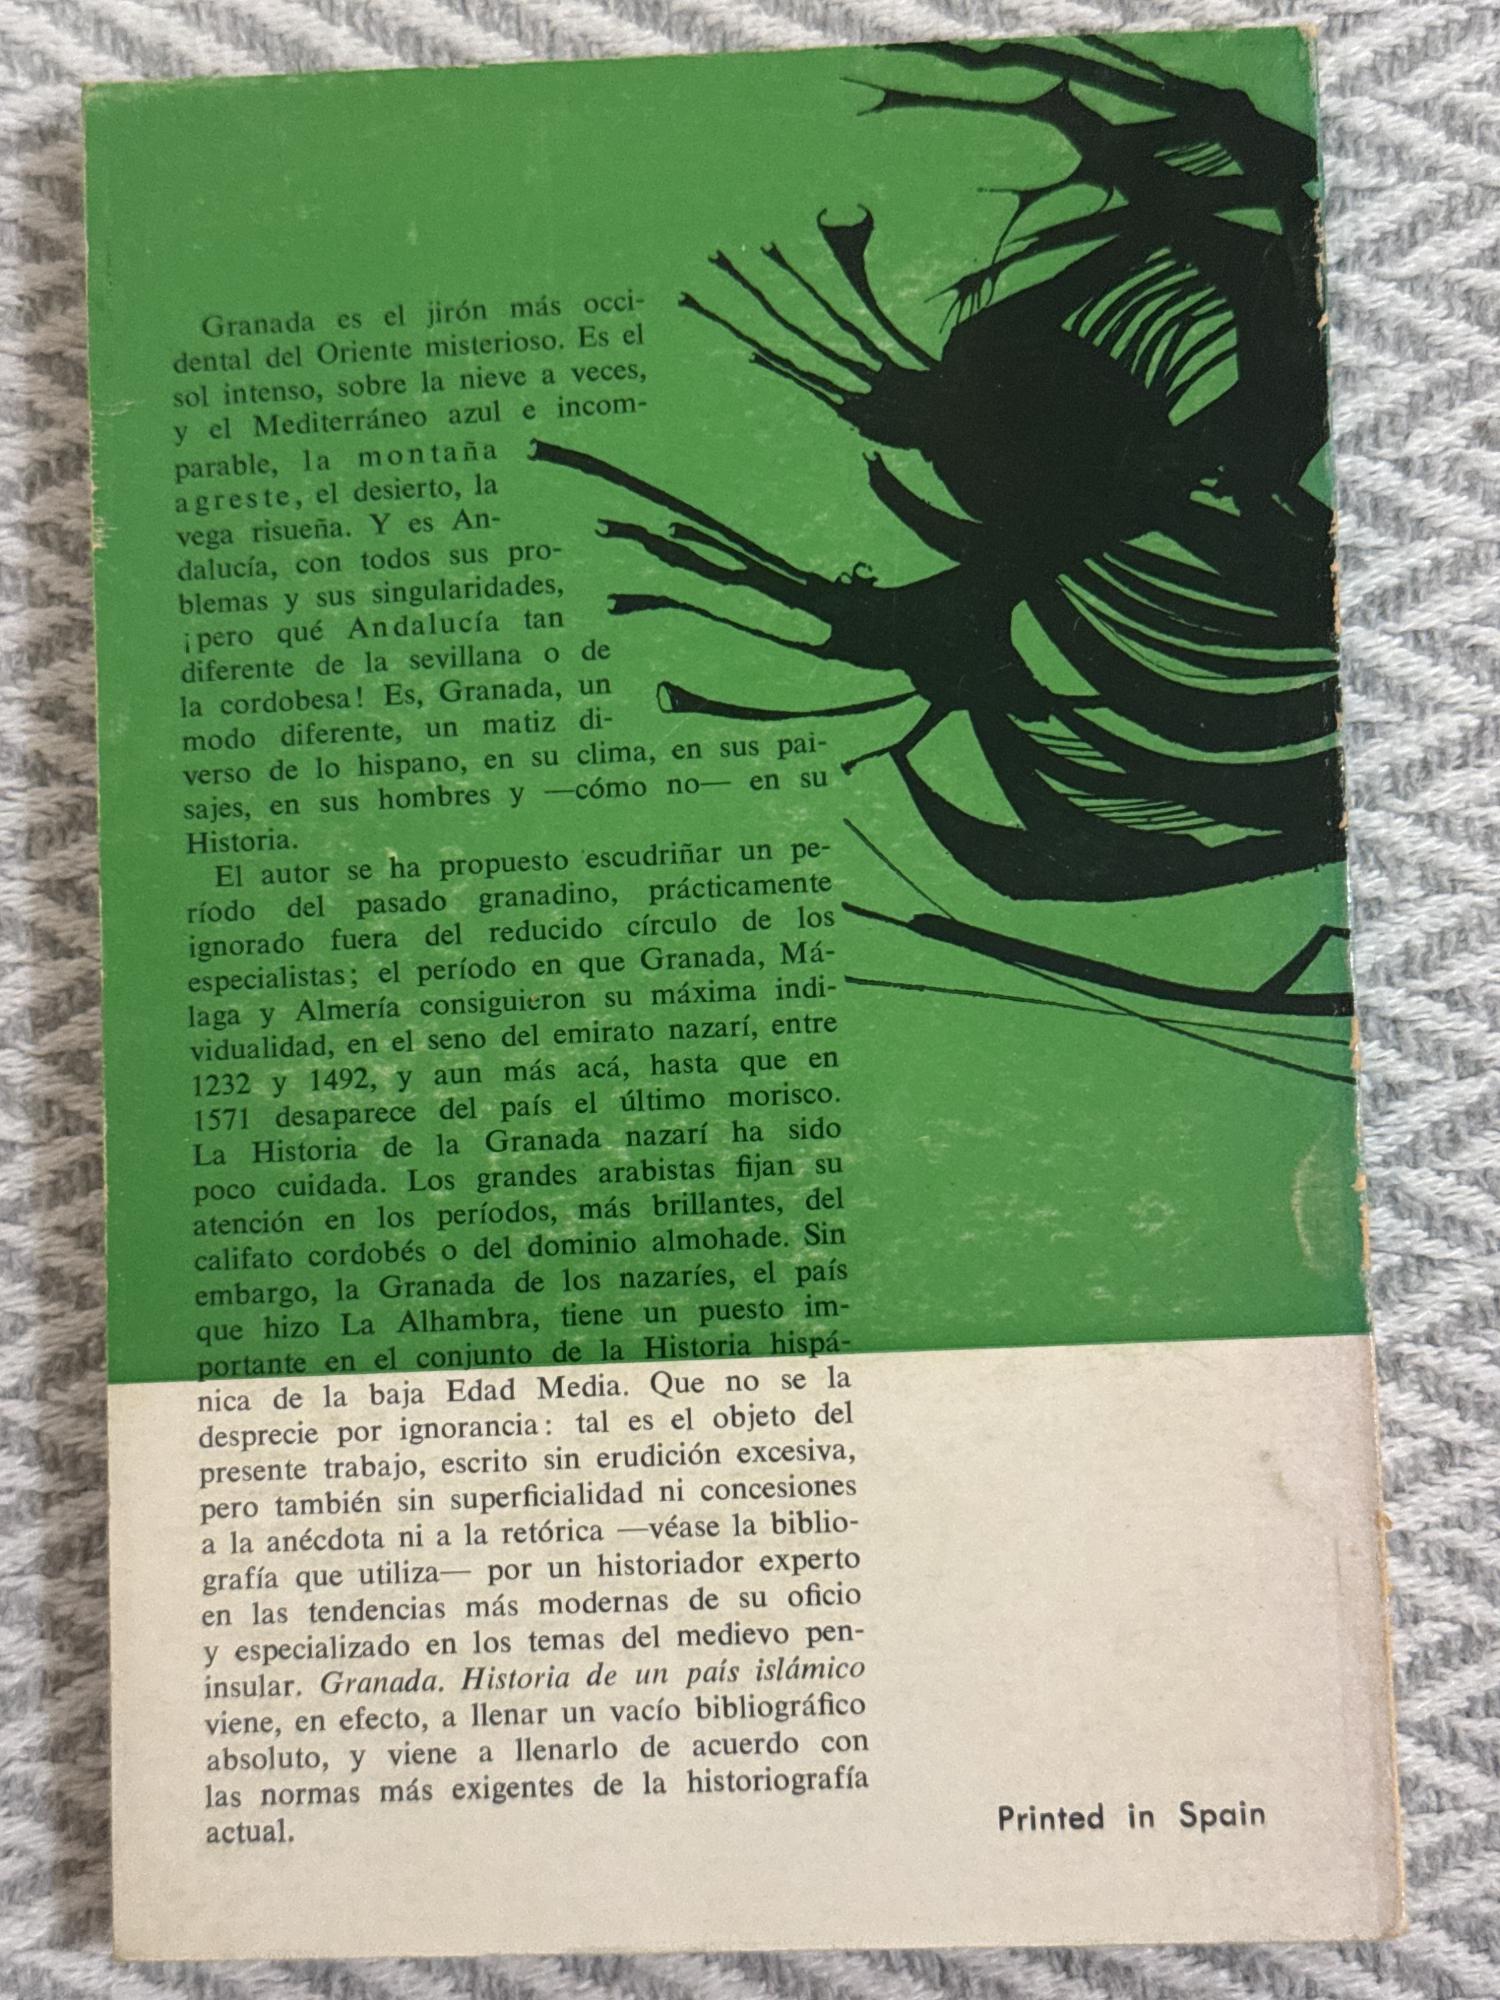 Granada es el jirón más occi-
dental del Oriente misterioso. Es el
sol intenso, sobre la nieve a veces,
y el Mediterráneo azul e incom-
parable, la montaña
agreste, el desierto, la
vega risueña. Y es An-
dalucía, con todos sus pro-
blemas y sus singularidades,
¡pero qué Andalucía tan
diferente de la sevillana o de
la cordobesa! Es, Granada, un
modo diferente, un matiz di-
verso de lo hispano, en su clima, en sus pai-
sajes, en sus hombres y —cómo no— en su
Historia.
El autor se ha propuesto escudriñar un pe-
ríodo del pasado granadino, prácticamente
ignorado fuera del reducido círculo de los
especialistas; el período en que Granada, Má-
laga y Almería consiguieron su máxima indi-
vidualidad, en el seno del emirato nazarí, entre
1232 y 1492, y aun más acá, hasta que en
1571 desaparece del país el último morisco.
La Historia de la Granada nazarí ha sido
poco cuidada. Los grandes arabistas fijan su
atención en los períodos, más brillantes, del
califato cordobés o del dominio almohade. Sin
embargo, la Granada de los nazaríes, el país
que hizo La Alhambra, tiene un puesto im-
portante en el conjunto de la Historia hispá-
nica de la baja Edad Media. Que no se la
desprecie por ignorancia: tal es el objeto del
presente trabajo, escrito sin erudición excesiva,
pero también sin superficialidad ni concesiones
a la anécdota ni a la retórica —véase la biblio-
grafía que utiliza— por un historiador experto
en las tendencias más modernas de su oficio
y especializado en los temas del medievo pen-
insular. Granada. Historia de un país islámico
viene, en efecto, a llenar un vacío bibliográfico
absoluto, y viene a llenarlo de acuerdo con
las normas más exigentes de la historiografía
actual.
Printed in Spain